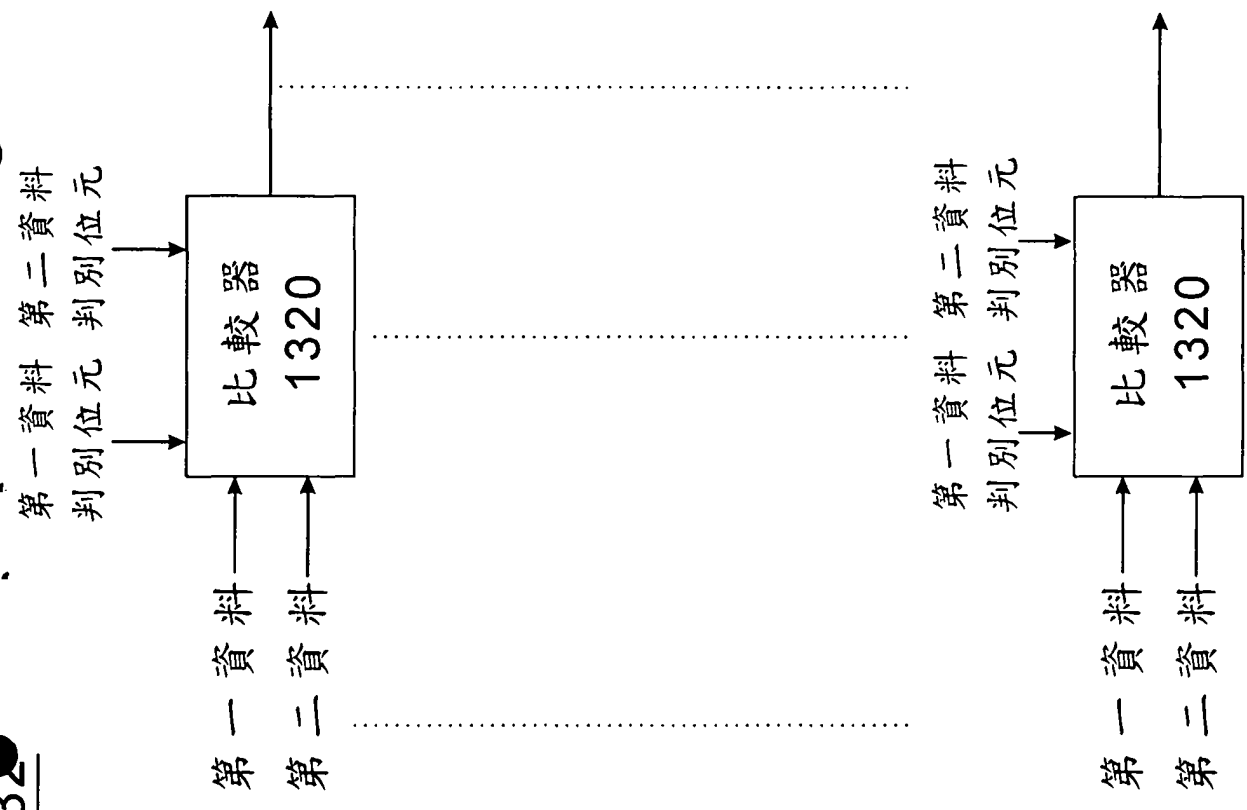 第一資料
判別位元
第二資料
判別位元
第一資料
第二資料
比較器
1320
第一資料
判別位元
第二資料
判別位元
第一資料
第二資料
比較器
1320